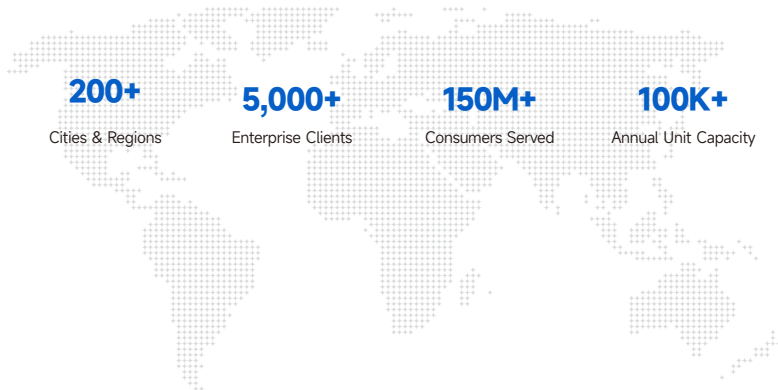 200+
Cities & Regions
5,000+
Enterprise Clients
150M+
Consumers Served
100K+
Annual Unit Capacity